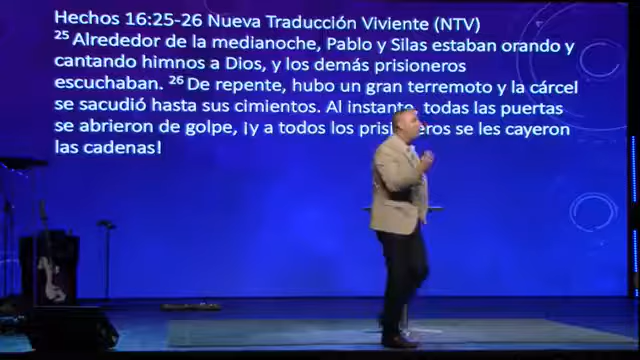 Hechos 16:25-26 Nueva Traducción Viviente (NTV)
25 Alrededor de la medianoche, Pablo y Silas estaban orando y
cantando himnos a Dios, y los demás prisioneros
escuchaban. 26 De repente, hubo un gran terremoto y la cárcel
se sacudió hasta sus cimientos. Al instante, todas las puertas
se abrieron de golpe, ¡y a todos los prisioneros se les cayeron
las cadenas!